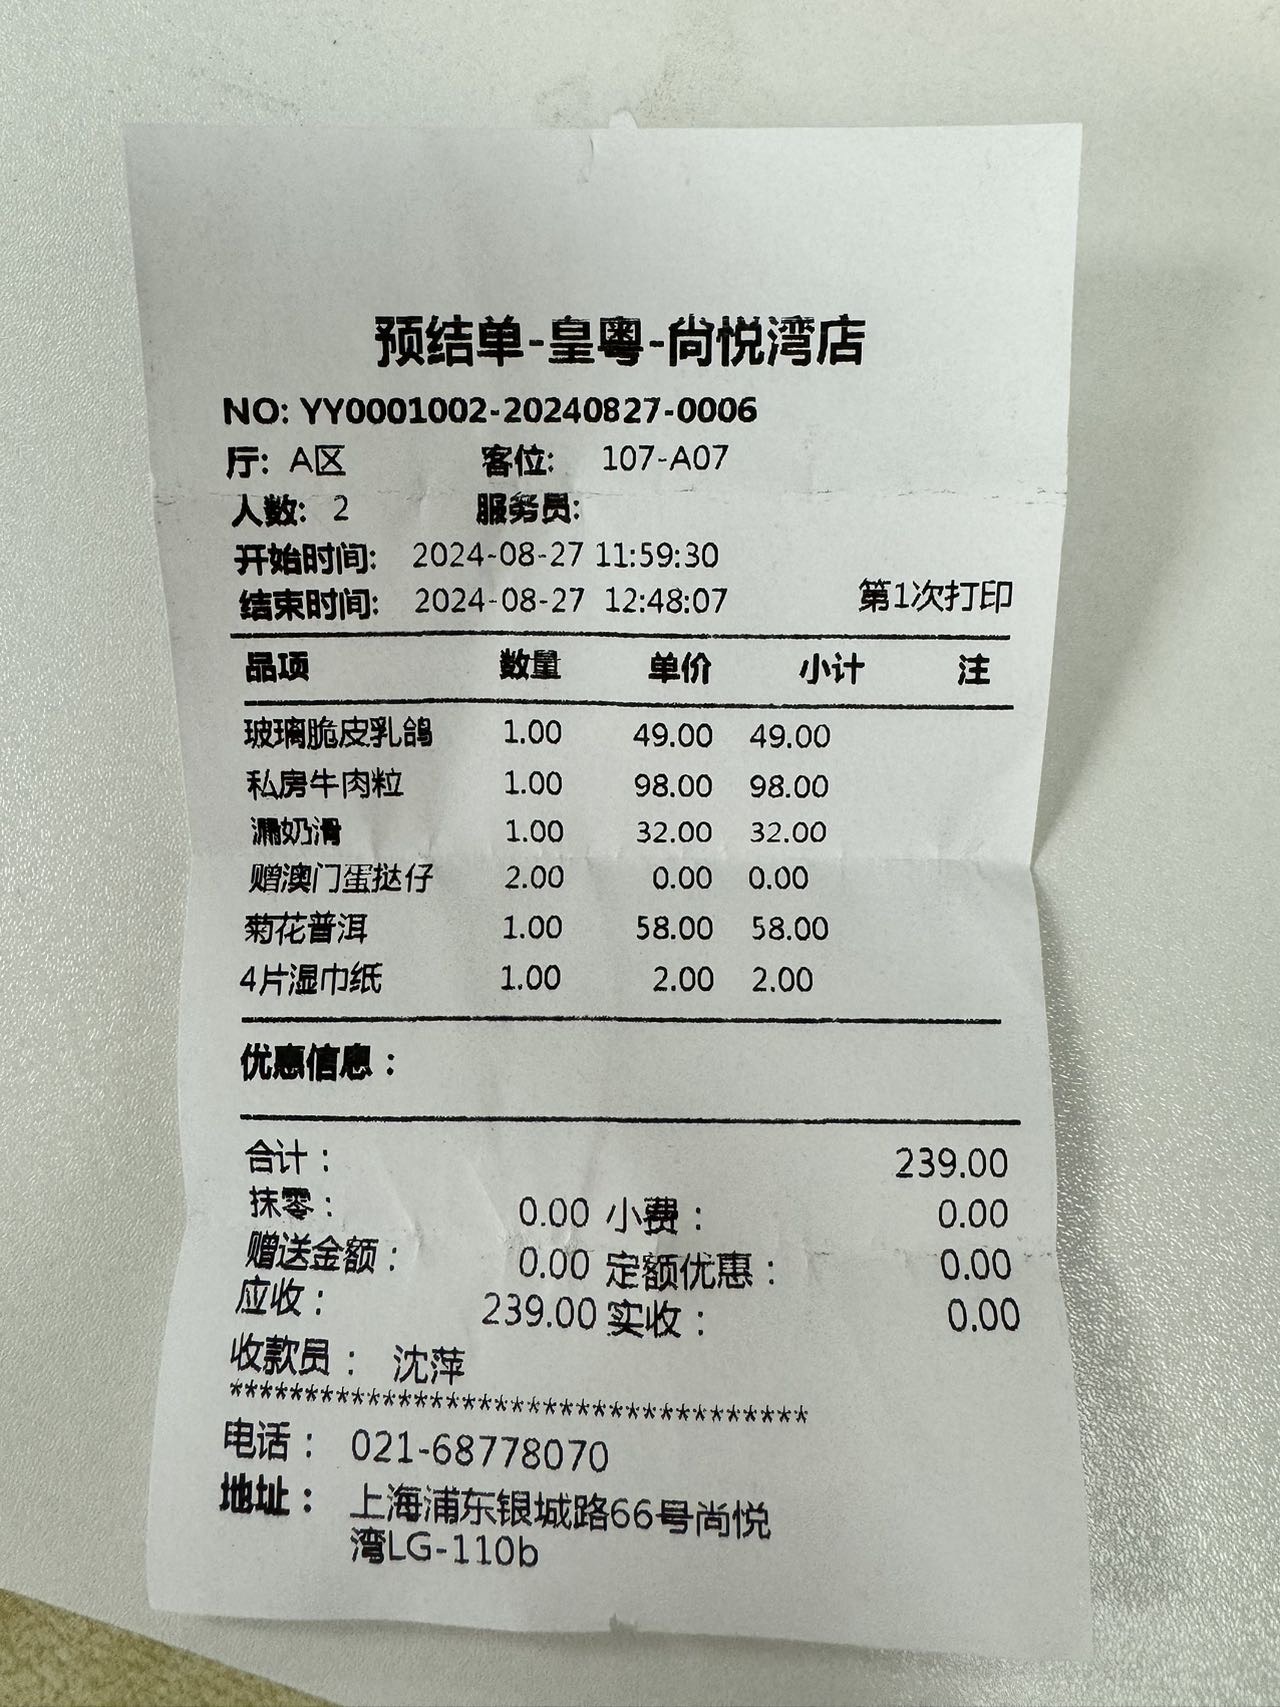 预结单-皇粤-尚悦湾店
NO: YY0001002-20240827-0006
厅: A区 客位: 107-A07
人数: 2 服务员:
开始时间: 2024-08-27 11:59:30
结束时间: 2024-08-27 12:48:07 第1次打印
品项 数量 单价 小计 注
玻璃脆皮乳鸽 1.00 49.00 49.00
私房牛肉粒 1.00 98.00 98.00
漏奶滑 1.00 32.00 32.00
赠澳门蛋挞仔 2.00 0.00 0.00
菊花普洱 1.00 58.00 58.00
4片湿巾纸 1.00 2.00 2.00
优惠信息：
合计： 239.00
抹零： 0.00 小费： 0.00
赠送金额： 0.00 定额优惠： 0.00
应收： 239.00 实收： 0.00
收款员： 沈萍
**************************************
电话： 021-68778070
地址： 上海浦东银城路66号尚悦
湾LG-110b